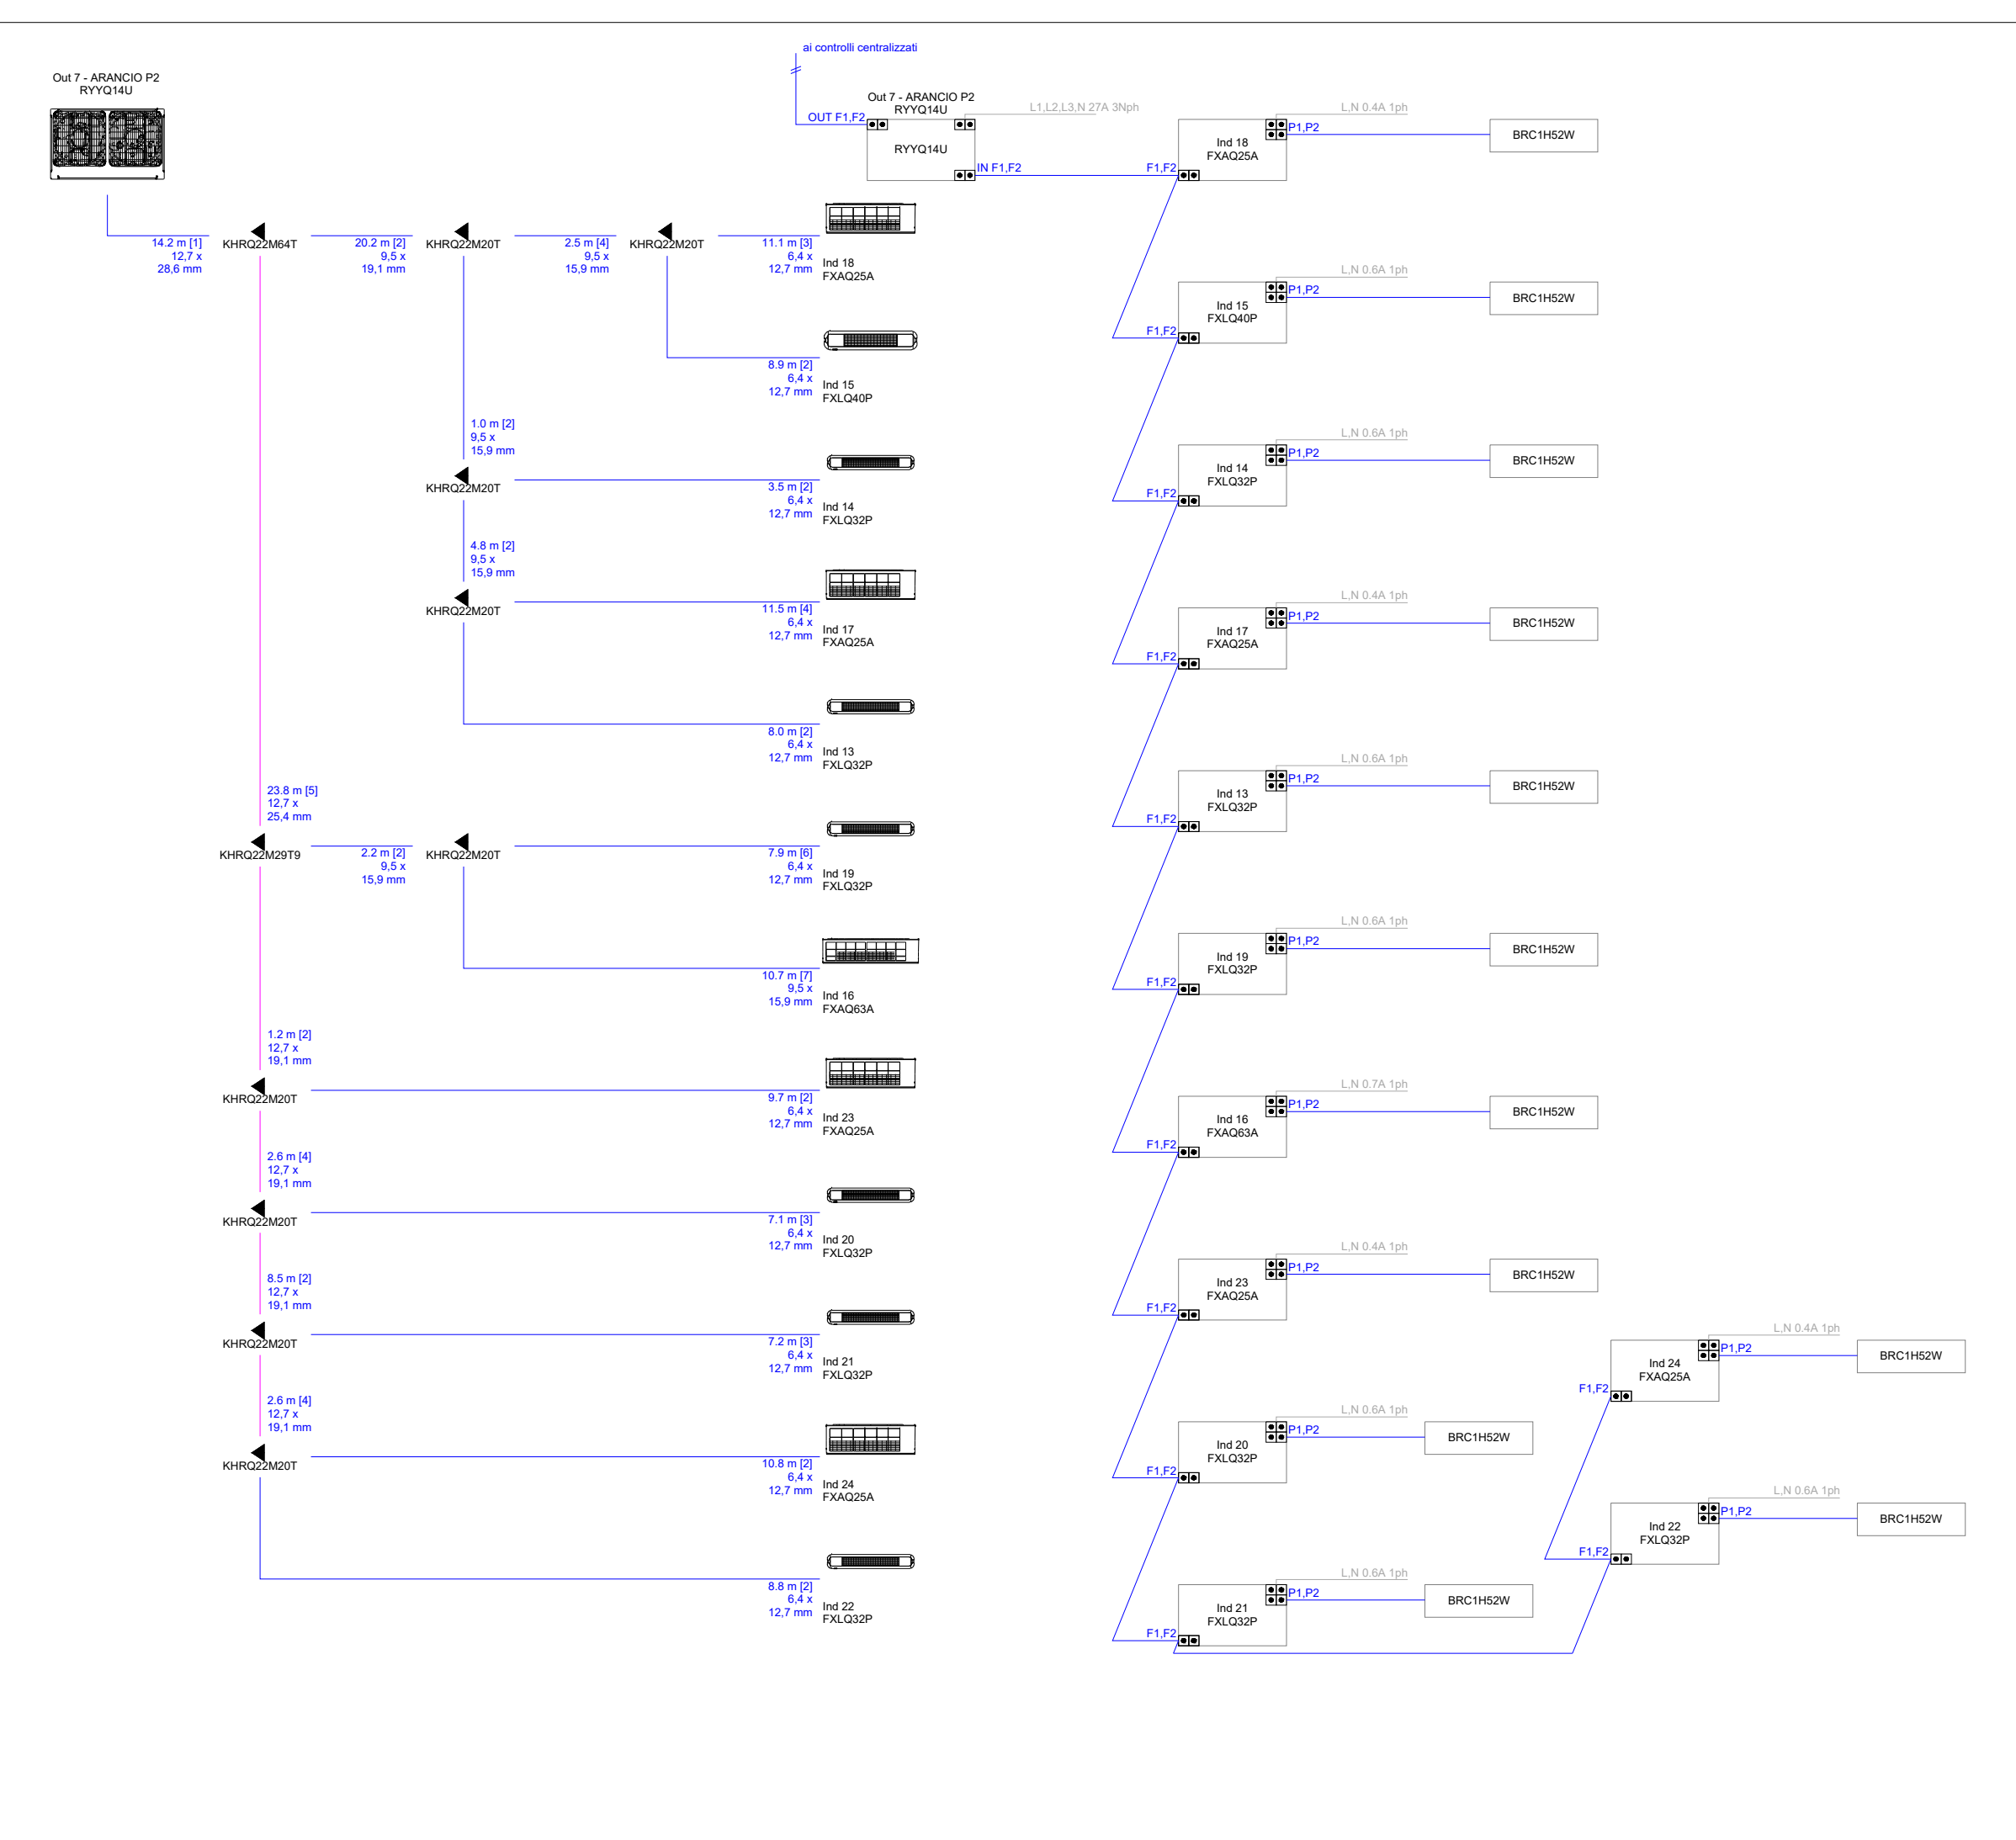 ai controlli centralizzati
Out 7 - ARANCIO P2
RYYQ14U
14.2 m [1]
12,7 x
28,6 mm
KHRQ22M64T
20.2 m [2]
9,5 x
19,1 mm
KHRQ22M20T
2.5 m [4]
9,5 x
15,9 mm
KHRQ22M20T
11.1 m [3]
6,4 x
12,7 mm
Ind 18
FXAQ25A
8.9 m [2]
6,4 x
12,7 mm
Ind 15
FXLQ40P
1.0 m [2]
9,5 x
15,9 mm
KHRQ22M20T
3.5 m [2]
6,4 x
12,7 mm
Ind 14
FXLQ32P
4.8 m [2]
9,5 x
15,9 mm
KHRQ22M20T
11.5 m [4]
6,4 x
12,7 mm
Ind 17
FXAQ25A
8.0 m [2]
6,4 x
12,7 mm
Ind 13
FXLQ32P
23.8 m [5]
12,7 x
25,4 mm
KHRQ22M29T9
2.2 m [2]
9,5 x
15,9 mm
KHRQ22M20T
7.9 m [6]
6,4 x
12,7 mm
Ind 19
FXLQ32P
10.7 m [7]
9,5 x
15,9 mm
Ind 16
FXAQ63A
1.2 m [2]
12,7 x
19,1 mm
KHRQ22M20T
9.7 m [2]
6,4 x
12,7 mm
Ind 23
FXAQ25A
2.6 m [4]
12,7 x
19,1 mm
KHRQ22M20T
7.1 m [3]
6,4 x
12,7 mm
Ind 20
FXLQ32P
8.5 m [2]
12,7 x
19,1 mm
KHRQ22M20T
7.2 m [3]
6,4 x
12,7 mm
Ind 21
FXLQ32P
2.6 m [4]
12,7 x
19,1 mm
KHRQ22M20T
10.8 m [2]
6,4 x
12,7 mm
Ind 24
FXAQ25A
8.8 m [2]
6,4 x
12,7 mm
Ind 22
FXLQ32P
Out 7 - ARANCIO P2
RYYQ14U
OUT F1,F2
L1,L2,L3,N 27A 3Nph
RYYQ14U
IN F1,F2
L,N 0.4A 1ph
P1,P2
Ind 18
FXAQ25A
F1,F2
BRC1H52W
L,N 0.6A 1ph
P1,P2
Ind 15
FXLQ40P
F1,F2
BRC1H52W
L,N 0.6A 1ph
P1,P2
Ind 14
FXLQ32P
F1,F2
BRC1H52W
L,N 0.4A 1ph
P1,P2
Ind 17
FXAQ25A
F1,F2
BRC1H52W
L,N 0.6A 1ph
P1,P2
Ind 13
FXLQ32P
F1,F2
BRC1H52W
L,N 0.6A 1ph
P1,P2
Ind 19
FXLQ32P
F1,F2
BRC1H52W
L,N 0.7A 1ph
P1,P2
Ind 16
FXAQ63A
F1,F2
BRC1H52W
L,N 0.4A 1ph
P1,P2
Ind 23
FXAQ25A
F1,F2
BRC1H52W
L,N 0.6A 1ph
P1,P2
Ind 20
FXLQ32P
F1,F2
BRC1H52W
L,N 0.6A 1ph
P1,P2
Ind 21
FXLQ32P
F1,F2
BRC1H52W
L,N 0.4A 1ph
P1,P2
Ind 24
FXAQ25A
F1,F2
BRC1H52W
L,N 0.6A 1ph
P1,P2
Ind 22
FXLQ32P
F1,F2
BRC1H52W